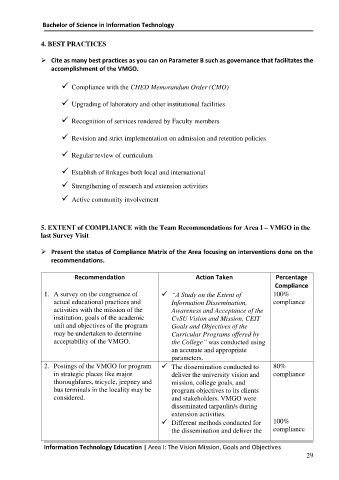 Bachelor of Science in Information Technology
4. BEST PRACTICES
➢ Cite as many best practices as you can on Parameter B such as governance that facilitates the
accomplishment of the VMGO.
✓ Compliance with the CHED Memorandum Order (CMO)
✓ Upgrading of laboratory and other institutional facilities
✓ Recognition of services rendered by Faculty members
✓ Revision and strict implementation on admission and retention policies
✓ Regular review of curriculum
✓ Establish of linkages both local and international
✓ Strengthening of research and extension activities
✓ Active community involvement
5. EXTENT of COMPLIANCE with the Team Recommendations for Area I – VMGO in the
last Survey Visit
➢ Present the status of Compliance Matrix of the Area focusing on interventions done on the
recommendations.
Recommendation
Action Taken
Percentage
Compliance
1. A survey on the congruence of
actual educational practices and
activities with the mission of the
institution, goals of the academic
unit and objectives of the program
may be undertaken to determine
acceptability of the VMGO.
✓ "A Study on the Extent of
Information Dissemination,
Awareness and Acceptance of the
CvSU Vision and Mission, CEIT
Goals and Objectives of the
Curricular Programs offered by
the College" was conducted using
an accurate and appropriate
parameters.
100%
compliance
2. Postings of the VMGO for program
in strategic places like major
thoroughfares, tricycle, jeepney and
bus terminals in the locality may be
considered.
✓ The dissemination conducted to
deliver the university vision and
mission, college goals, and
program objectives to its clients
and stakeholders. VMGO were
disseminated tarpaulin/s during
extension activities.
80%
compliance
✓ Different methods conducted for
the dissemination and deliver the
100%
compliance
Information Technology Education | Area I: The Vision Mission, Goals and Objectives
29